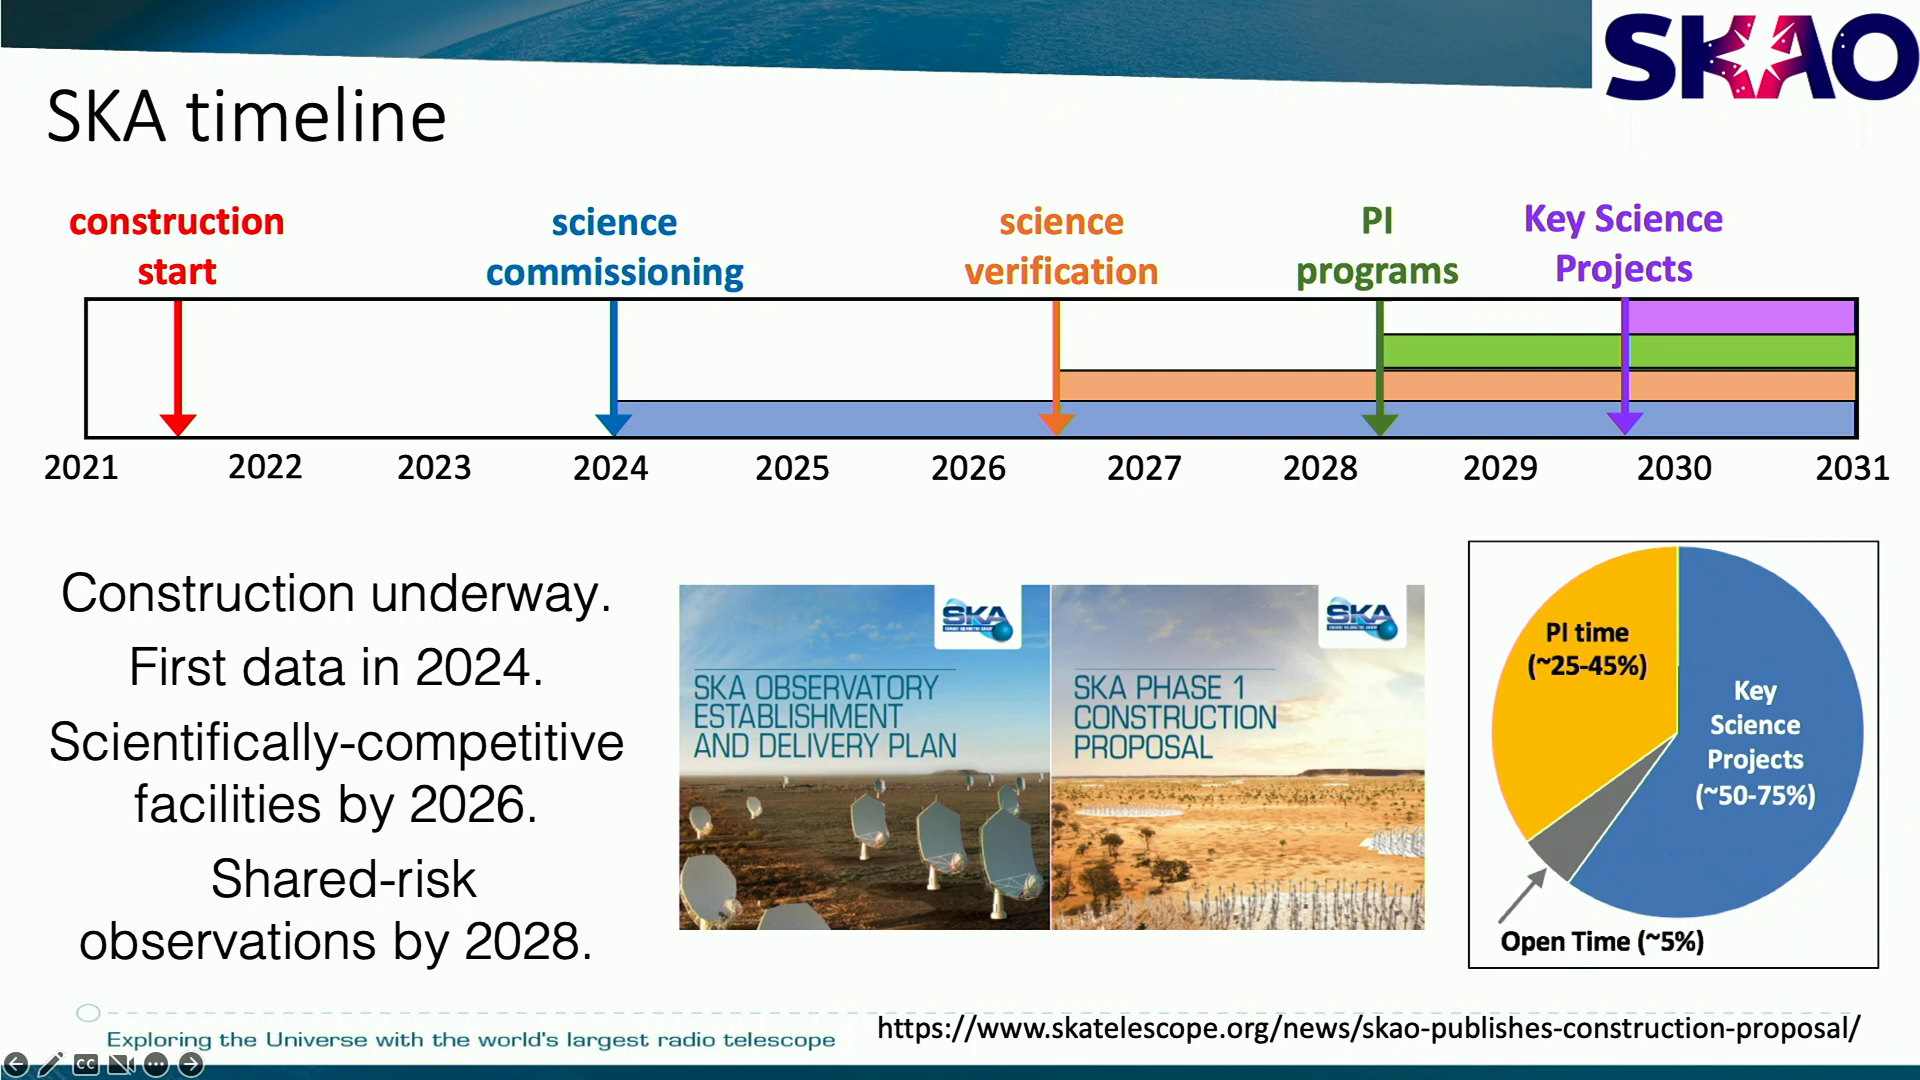 SKAO
SKA timeline
construction
start
science
commissioning
science
verification
PI
programs
Key Science
Projects
2021 2022 2023 2024 2025 2026 2027 2028 2029 2030 2031
Construction underway.
First data in 2024.
Scientifically-competitive
facilities by 2026.
Shared-risk
observations by 2028.
SKA
SKA OBSERVATORY
ESTABLISHMENT
AND DELIVERY PLAN
SKA
SKA PHASE 1
CONSTRUCTION
PROPOSAL
PI time
(~25-45%)
Key
Science
Projects
(~50-75%)
Open Time (~5%)
Exploring the Universe with the world's largest radio telescope
https://www.skatelescope.org/news/skao-publishes-construction-proposal/
CC